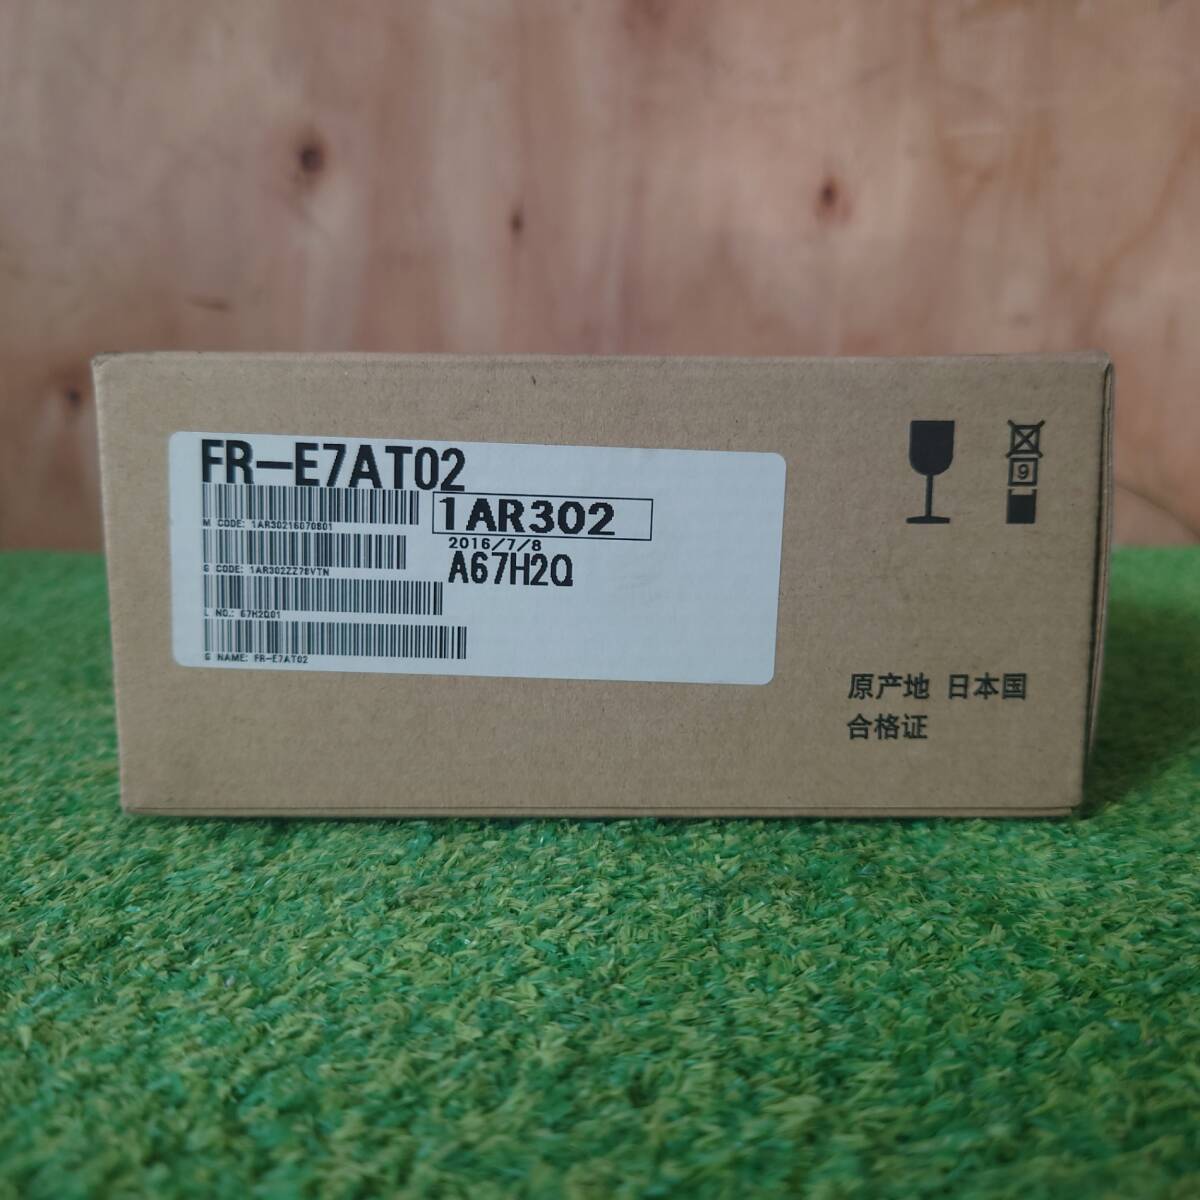 FR-E7AT02
1AR302
M CODE: 1AR30216070801
2016/7/8
A67H2Q
G CODE: 1AR302ZZ78VTN
L NO.: 67H2Q01
G NAME: FR-E7AT02
9
原产地 日本国
合格证